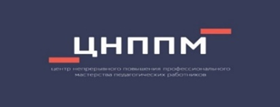 ЦНППМ
центр непрерывного повышения профессионального
мастерства педагогических работников